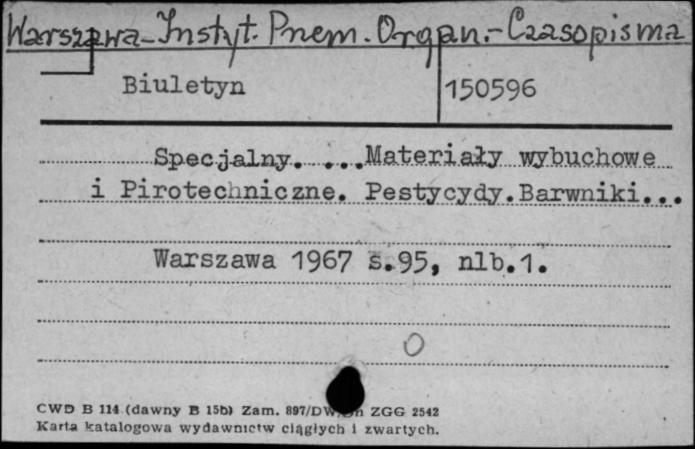 Warszawa-Instyt. Przem. Organ.-Czasopisma
Biuletyn 150596
Specjalny. ...Materiały wybuchowe
i Pirotechniczne. Pestycydy.Barwniki...
Warszawa 1967 s.95, nlb.1.
O
CWD B 114 (dawny B 15b) Zam. 897/DW ZGG 2542
Karta katalogowa wydawnictw ciągłych i zwartych.